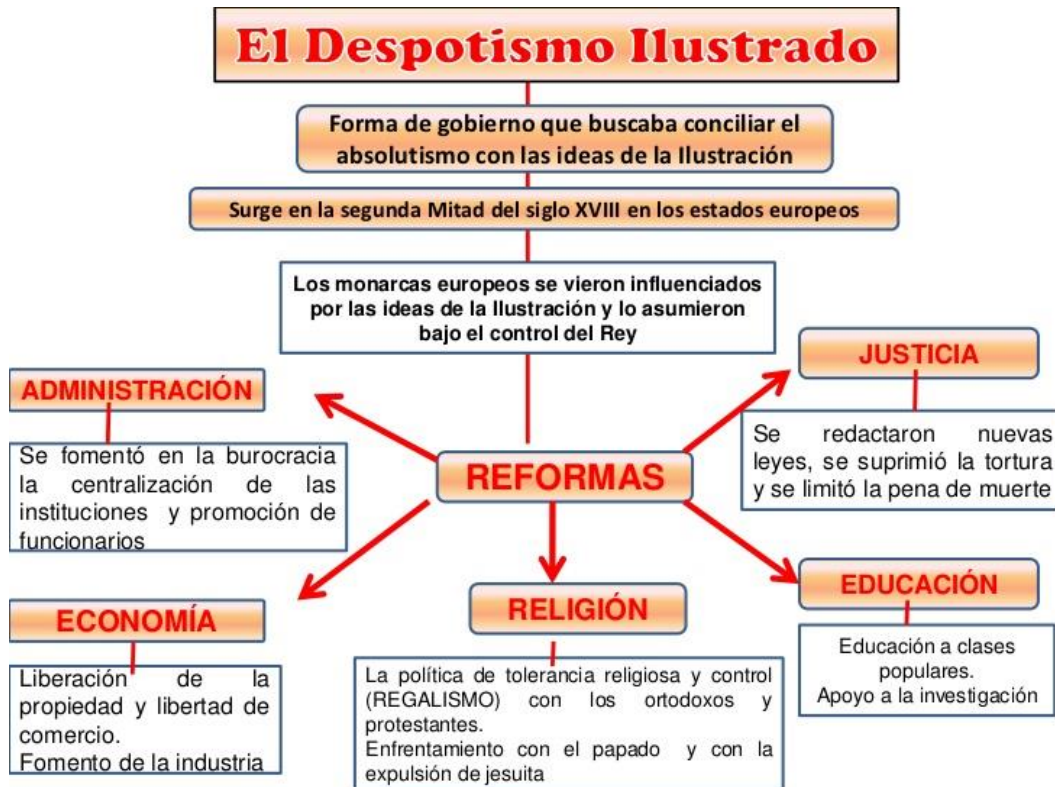 El Despotismo Ilustrado
Forma de gobierno que buscaba conciliar el
absolutismo con las ideas de la Ilustración
Surge en la segunda Mitad del siglo XVIII en los estados europeos
Los monarcas europeos se vieron influenciados
por las ideas de la Ilustración y lo asumieron
bajo el control del Rey
JUSTICIA
Se redactaron nuevas
leyes, se suprimió la tortura
y se limitó la pena de muerte
ADMINISTRACIÓN
Se fomentó en la burocracia
la centralización de las
instituciones y promoción de
funcionarios
REFORMAS
ECONOMÍA
Liberación de la
propiedad y libertad de
comercio.
Fomento de la industria
RELIGIÓN
La política de tolerancia religiosa y control
(REGALISMO) con los ortodoxos y
protestantes.
Enfrentamiento con el papado y con la
expulsión de jesuita
EDUCACIÓN
Educación a clases
populares.
Apoyo a la investigación